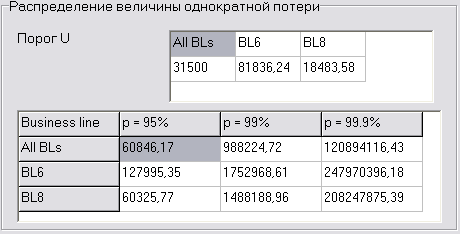 Распределение величины однократной потери
Порог U
All BLs BL6 BL8
31500 81836,24 18483,58
Business line p = 95% p = 99% p = 99.9%
All BLs 60846,17 988224,72 120894116,43
BL6 127995,35 1752968,61 247970396,18
BL8 60325,77 1488188,96 208247875,39